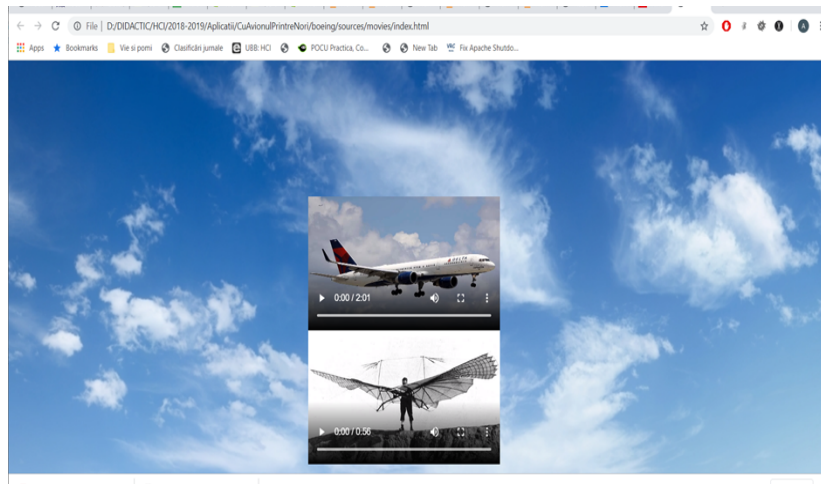 File | D:/DIDACTIC/HCI/2018-2019/Aplicatii/CuAvionulPrintreNori/boeing/sources/movies/index.html
Apps Bookmarks Vie si pomi Clasificări jurnale UBB: HCI POCU Practica, Co... New Tab Fix Apache Shutdo...
DELTA
0:00 / 2:01
0:00 / 0:56